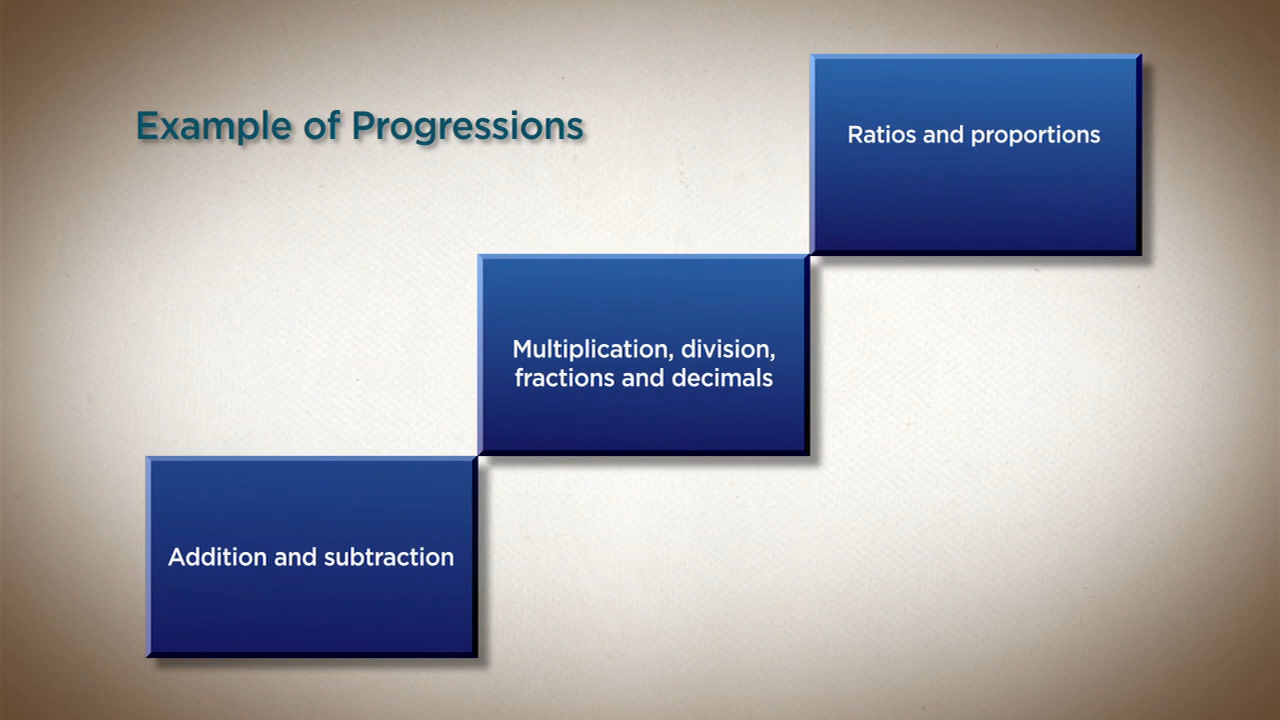 Example of Progressions
Ratios and proportions
Multiplication, division,
fractions and decimals
Addition and subtraction